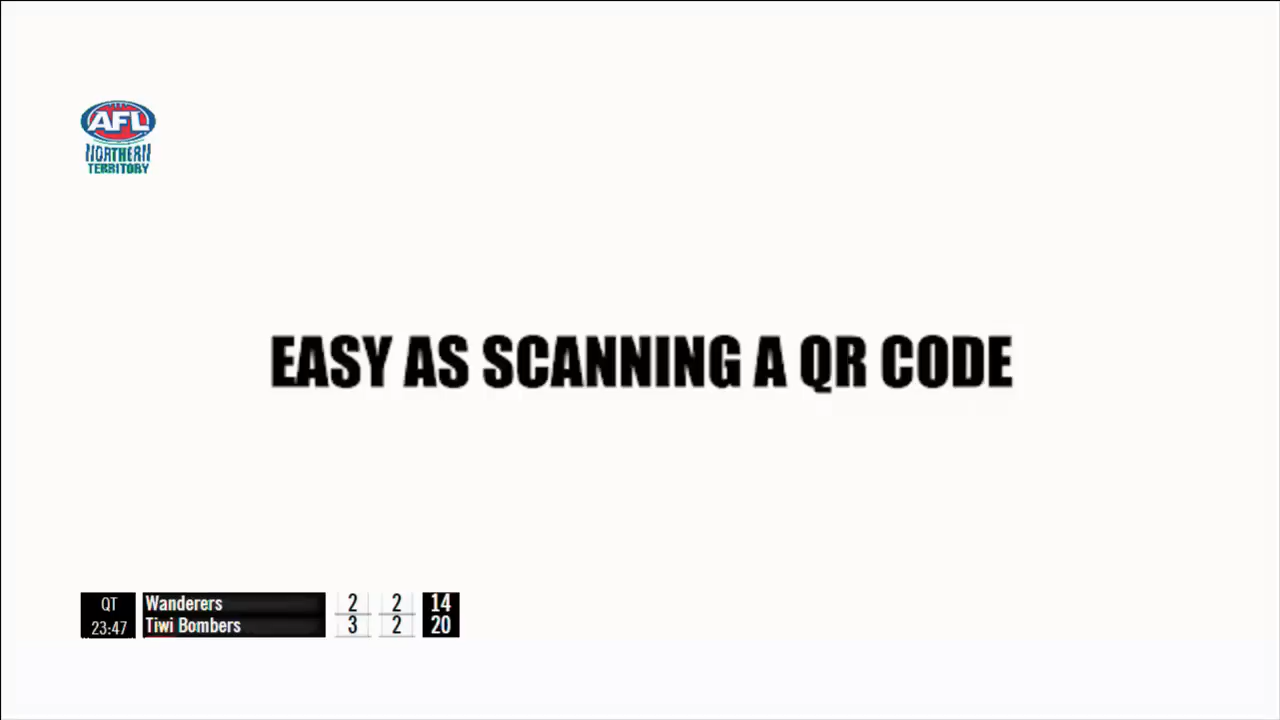 AFL
NORTHERN
TERRITORY
EASY AS SCANNING A QR CODE
QT Wanderers 2 2 14
23:47 Tiwi Bombers 3 2 20